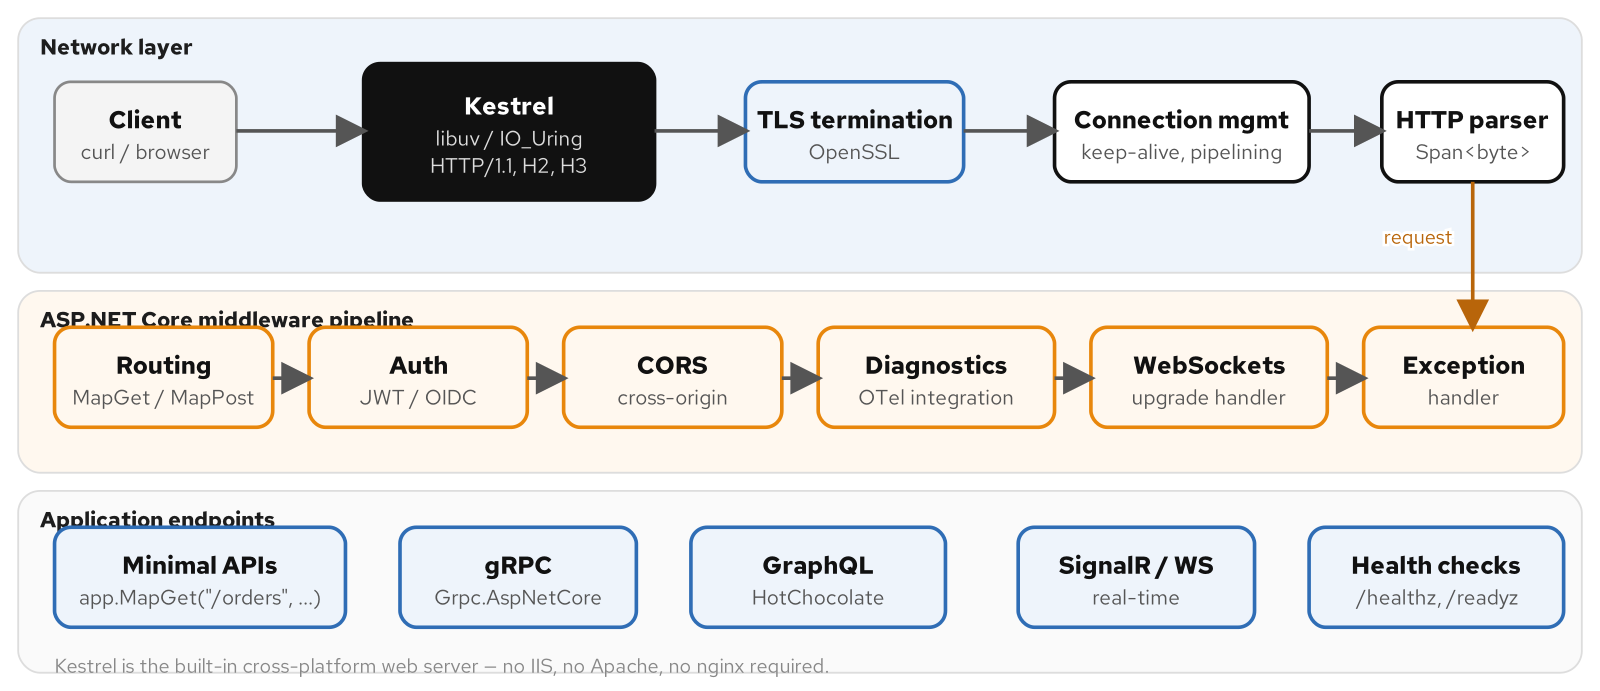 Network layer
Client
curl / browser
Kestrel
libuv / IO_Uring
HTTP/1.1, H2, H3
TLS termination
OpenSSL
Connection mgmt
keep-alive, pipelining
HTTP parser
Span<byte>
request
ASP.NET Core middleware pipeline
Routing
MapGet / MapPost
Auth
JWT / OIDC
CORS
cross-origin
Diagnostics
OTel integration
WebSockets
upgrade handler
Exception
handler
Application endpoints
Minimal APIs
app.MapGet("/orders", ...)
gRPC
Grpc.AspNetCore
GraphQL
HotChocolate
SignalR / WS
real-time
Health checks
/healthz, /readyz
Kestrel is the built-in cross-platform web server — no IIS, no Apache, no nginx required.